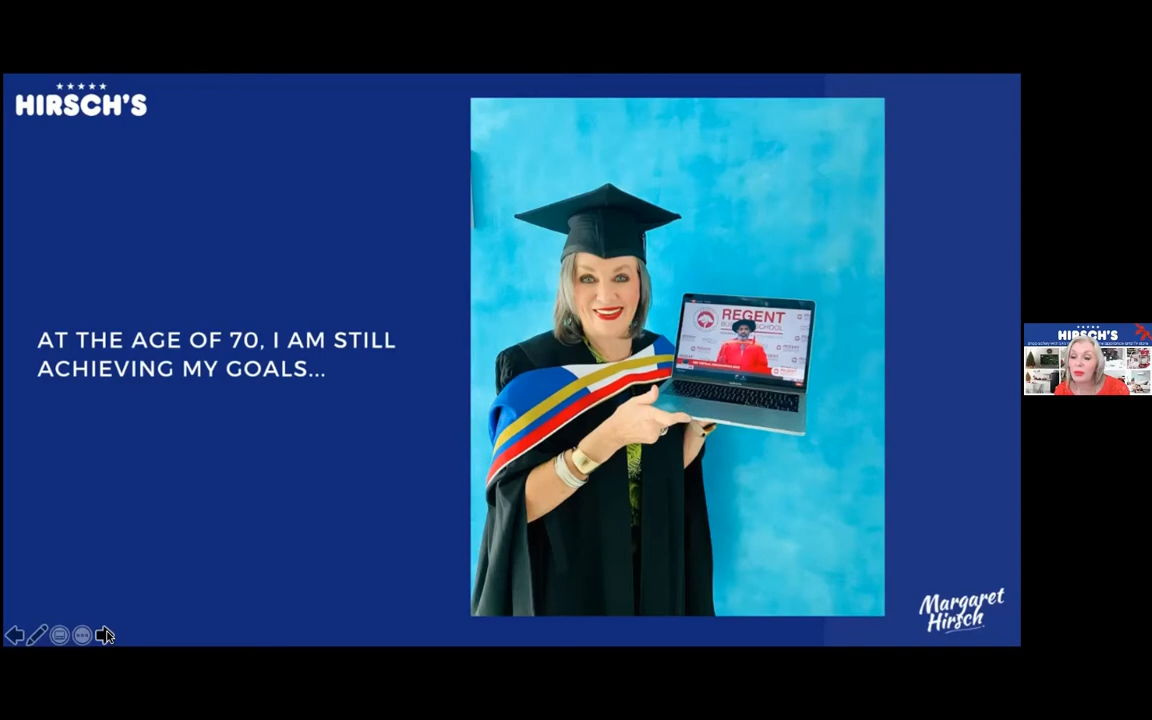 HIRSCH'S
AT THE AGE OF 70, I AM STILL
ACHIEVING MY GOALS...
REGENT
Margaret
Hirsch
HIRSCH'S